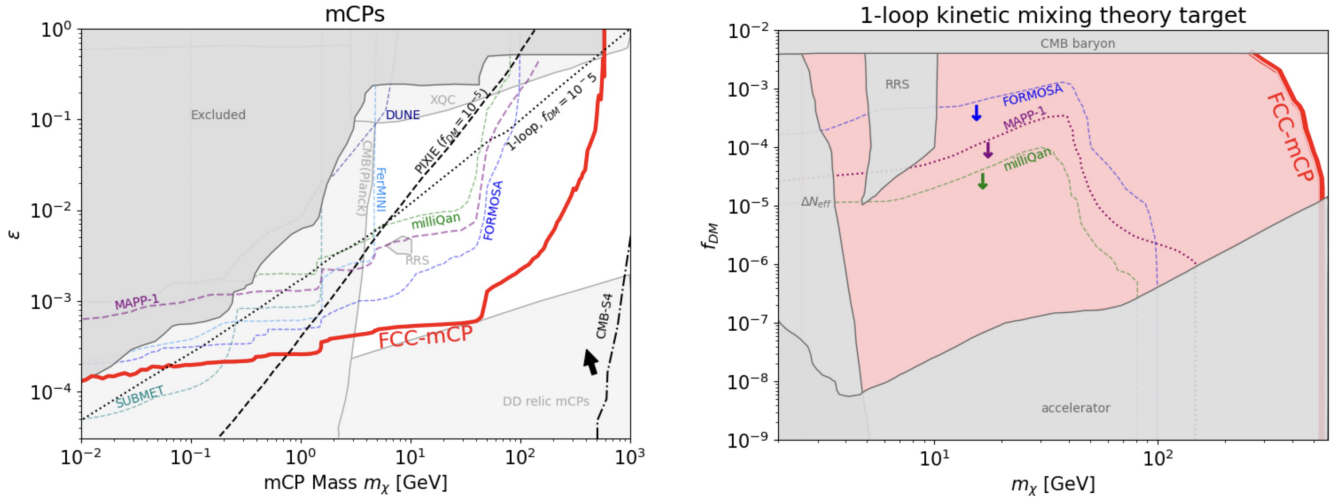 mCPs
10⁰
10⁻¹
10⁻²
10⁻³
10⁻⁴
ε
Excluded
XQC
DUNE
PIXIE (f_DM = 10⁻⁵)
1-loop, f_DM = 10⁻⁵
CMB(Planck)
FerMINI
milliQan
FORMOSA
RRS
MAPP-1
FCC-mCP
CMB-S4
SUBMET
DD relic mCPs
10⁻² 10⁻¹ 10⁰ 10¹ 10² 10³
mCP Mass m_χ [GeV]
1-loop kinetic mixing theory target
10⁻²
10⁻³
10⁻⁴
10⁻⁵
10⁻⁶
10⁻⁷
10⁻⁸
10⁻⁹
f_DM
CMB baryon
RRS
FORMOSA
MAPP-1
milliQan
FCC-mCP
ΔN_eff
accelerator
10¹ 10²
m_χ [GeV]